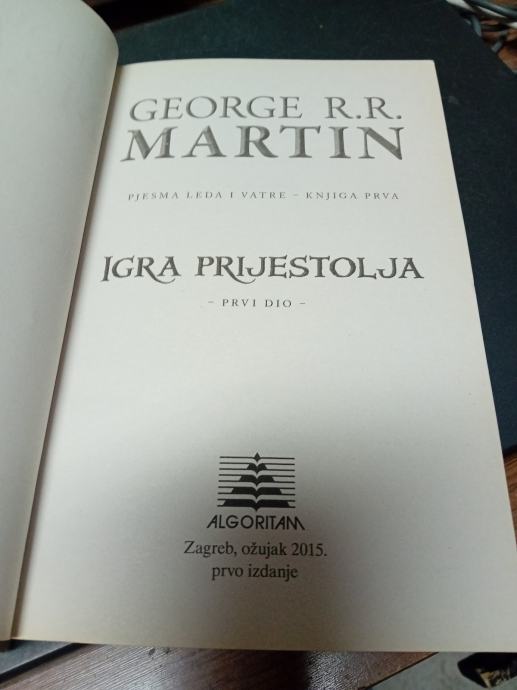 GEORGE R.R.
MARTIN
PJESMA LEDA I VATRE – KNJIGA PRVA
IGRA PRIJESTOLJA
– PRVI DIO –
ALGORITAM
Zagreb, ožujak 2015.
prvo izdanje